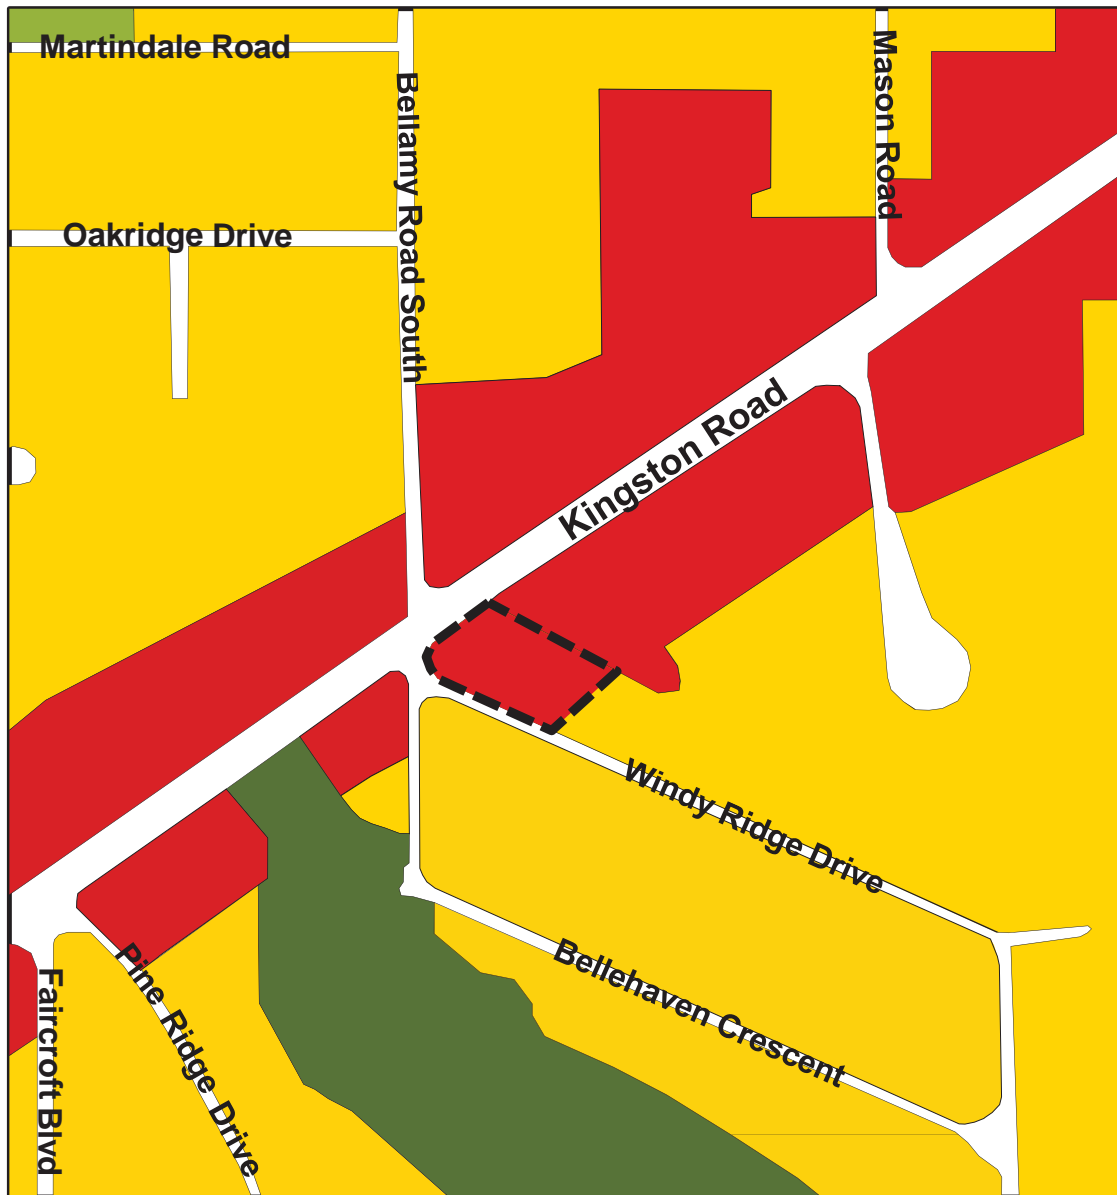 Martindale Road
Mason Road
Bellamy Road South
Oakridge Drive
Kingston Road
Windy Ridge Drive
Bellehaven Crescent
Pine Ridge Drive
Faircroft Blvd